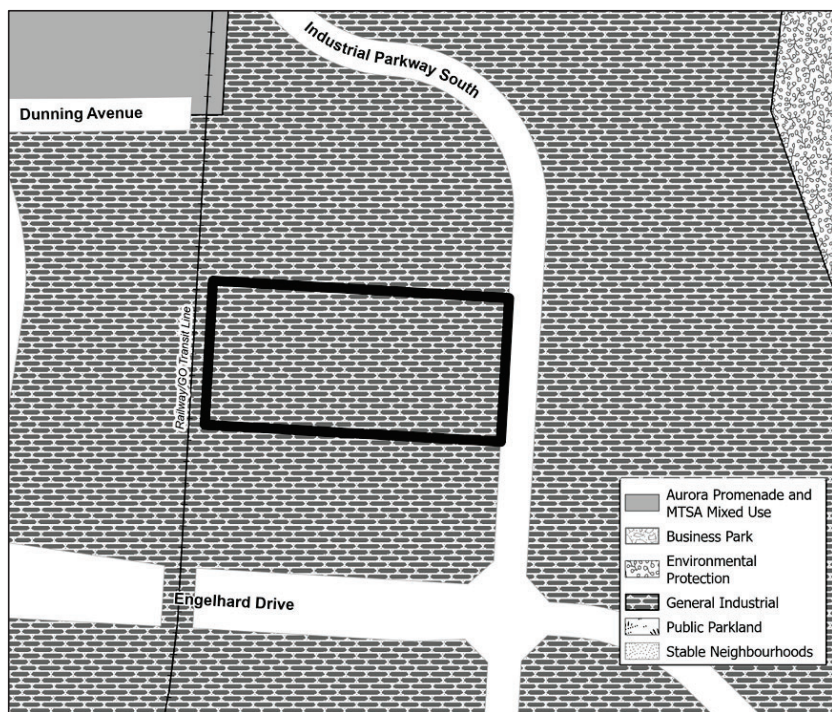 Industrial Parkway South
Dunning Avenue
Railway/GO Transit Line
Engelhard Drive
Aurora Promenade and
MTSA Mixed Use
Business Park
Environmental
Protection
General Industrial
Public Parkland
Stable Neighbourhoods